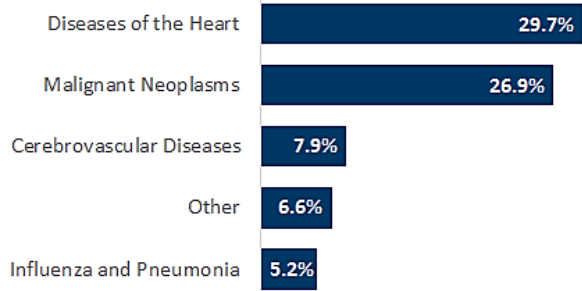 Diseases of the Heart 29.7%
Malignant Neoplasms 26.9%
Cerebrovascular Diseases 7.9%
Other 6.6%
Influenza and Pneumonia 5.2%